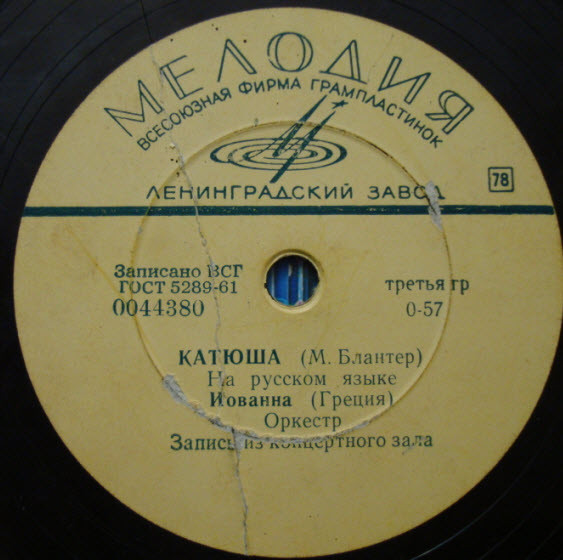 МЕЛОДИЯ
ВСЕСОЮЗНАЯ ФИРМА ГРАМПЛАСТИНОК
ЛЕНИНГРАДСКИЙ ЗАВОД
78
Записано ВСГ
ГОСТ 5289-61
0044380
третья гр
0-57
КАТЮША (М. Блантер)
На русском языке
Иованна (Греция)
Оркестр
Запись из концертного зала